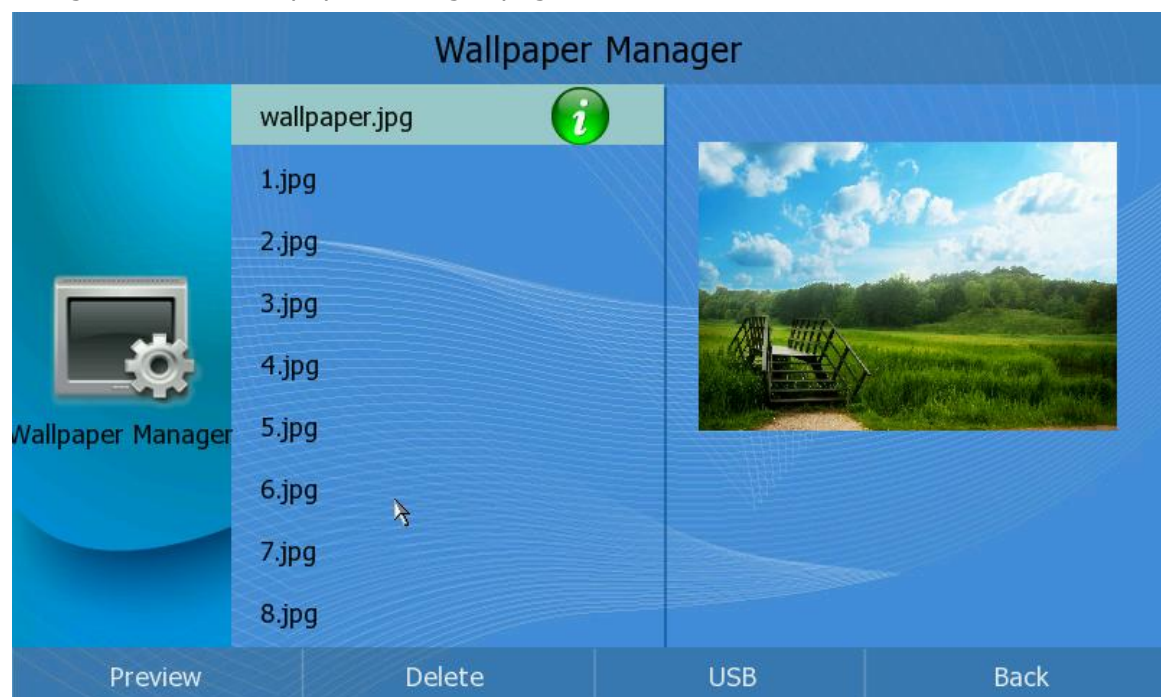 Wallpaper Manager
wallpaper.jpg
1.jpg
2.jpg
3.jpg
4.jpg
5.jpg
6.jpg
7.jpg
8.jpg
Wallpaper Manager
Preview Delete USB Back